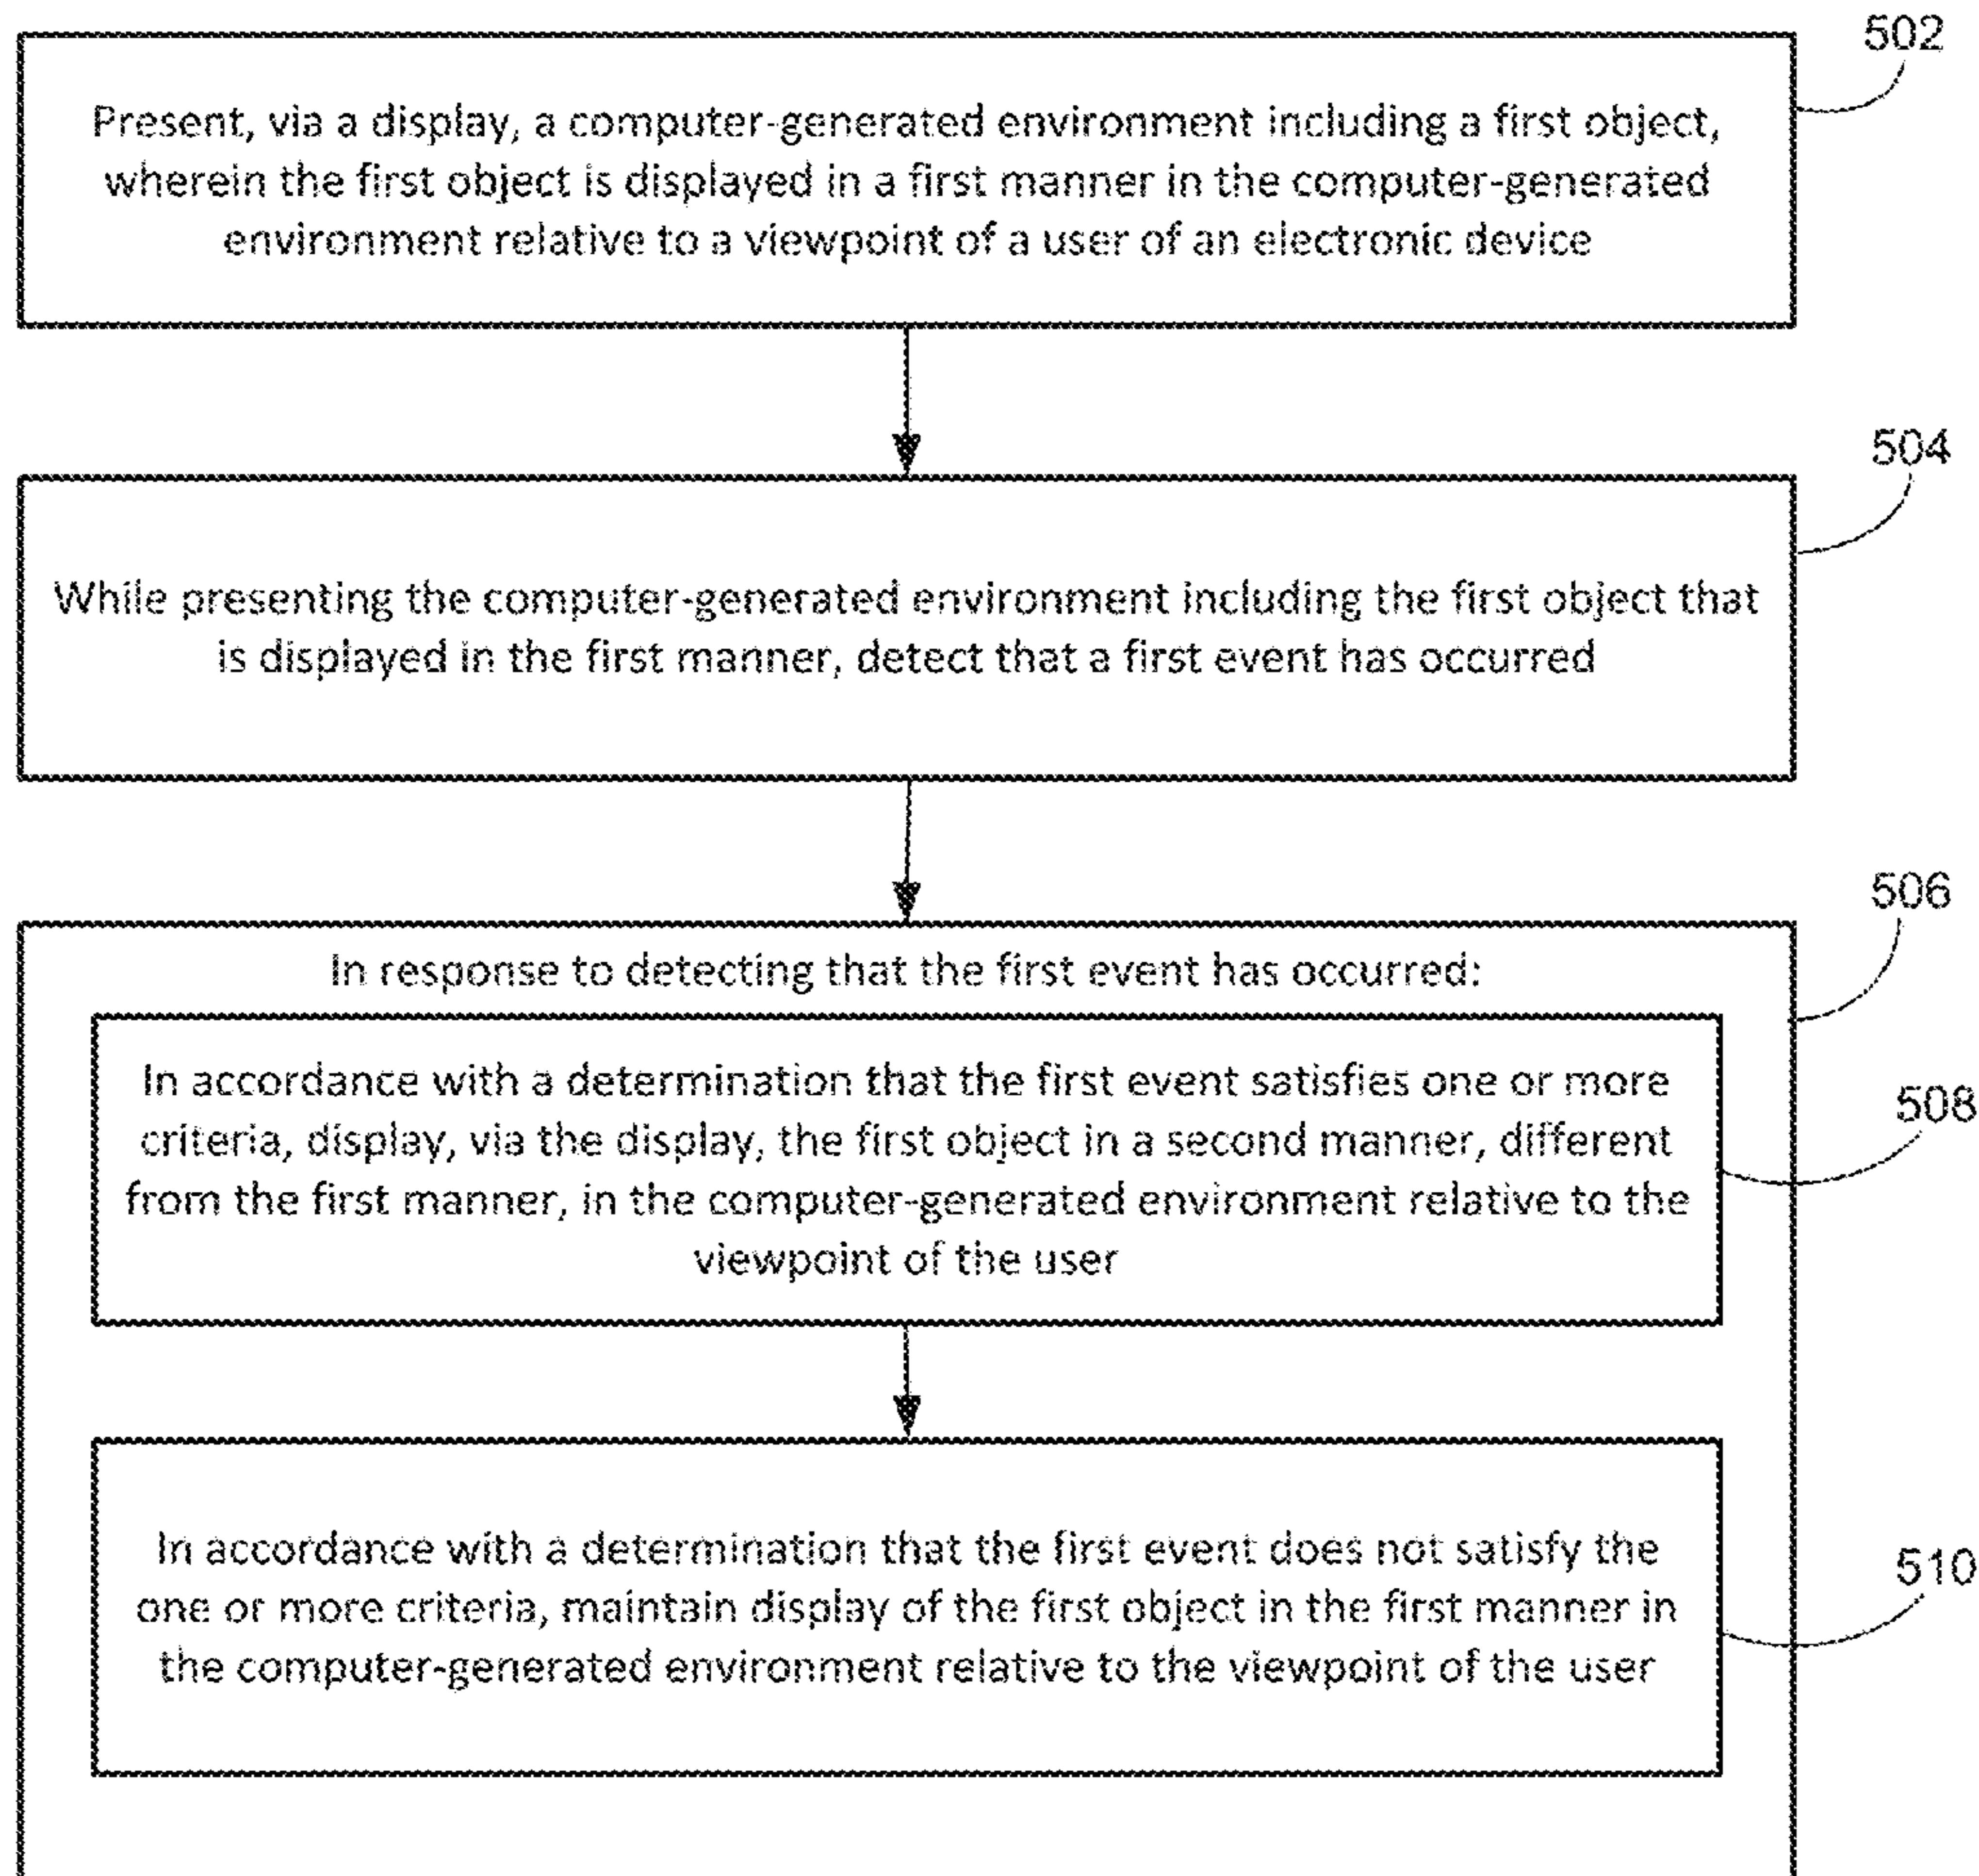 502
Present, via a display, a computer-generated environment including a first object,
wherein the first object is displayed in a first manner in the computer-generated
environment relative to a viewpoint of a user of an electronic device
504
While presenting the computer-generated environment including the first object that
is displayed in the first manner, detect that a first event has occurred
506
In response to detecting that the first event has occurred:
508
In accordance with a determination that the first event satisfies one or more
criteria, display, via the display, the first object in a second manner, different
from the first manner, in the computer-generated environment relative to the
viewpoint of the user
510
In accordance with a determination that the first event does not satisfy the
one or more criteria, maintain display of the first object in the first manner in
the computer-generated environment relative to the viewpoint of the user